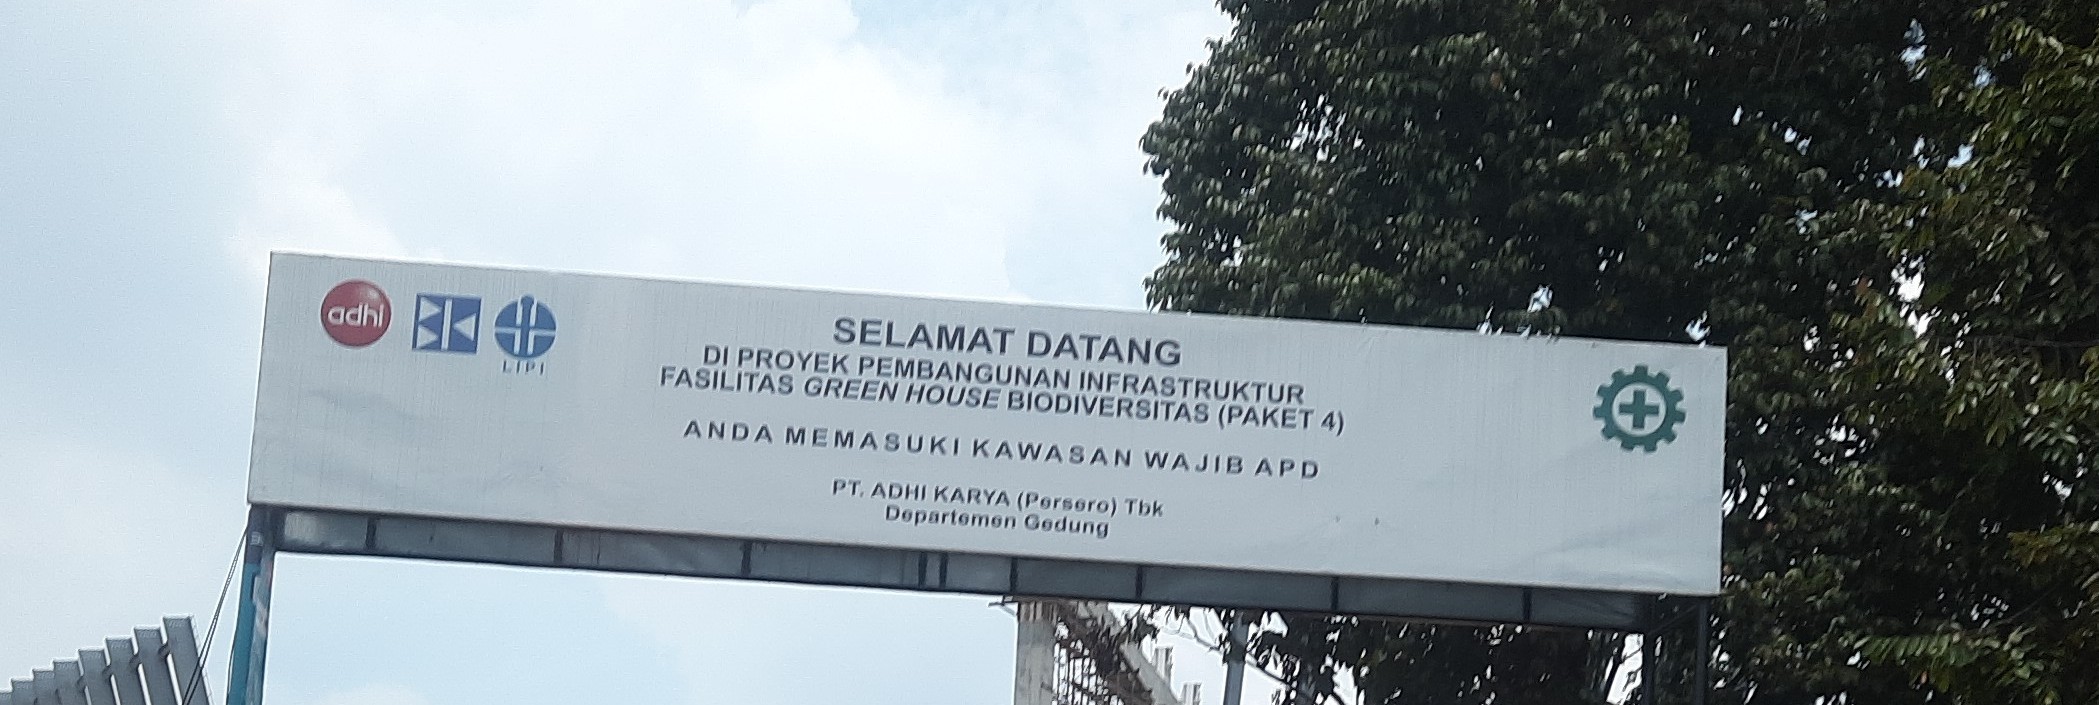 adhi
LIPI
SELAMAT DATANG
DI PROYEK PEMBANGUNAN INFRASTRUKTUR
FASILITAS GREEN HOUSE BIODIVERSITAS (PAKET 4)
ANDA MEMASUKI KAWASAN WAJIB APD
PT. ADHI KARYA (Persero) Tbk
Departemen Gedung